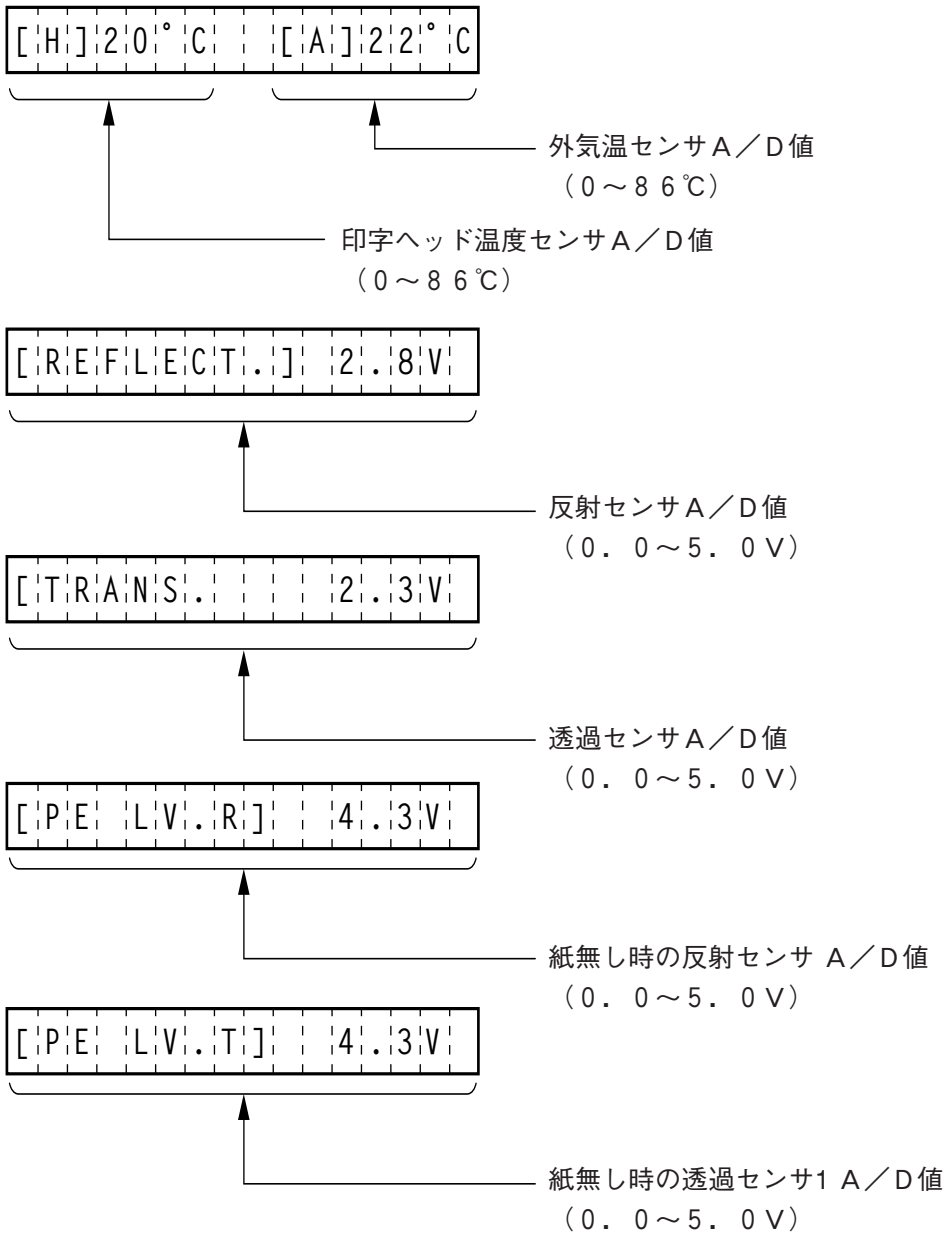 [H]20°C  [A]22°C
外気温センサA／D値
（0～86℃）
印字ヘッド温度センサA／D値
（0～86℃）
[REFLECT.] 2.8V
反射センサA／D値
（0．0～5．0V）
[TRANS.    2.3V
透過センサA／D値
（0．0～5．0V）
[PE LV.R]  4.3V
紙無し時の反射センサ A／D値
（0．0～5．0V）
[PE LV.T]  4.3V
紙無し時の透過センサ1 A／D値
（0．0～5．0V）